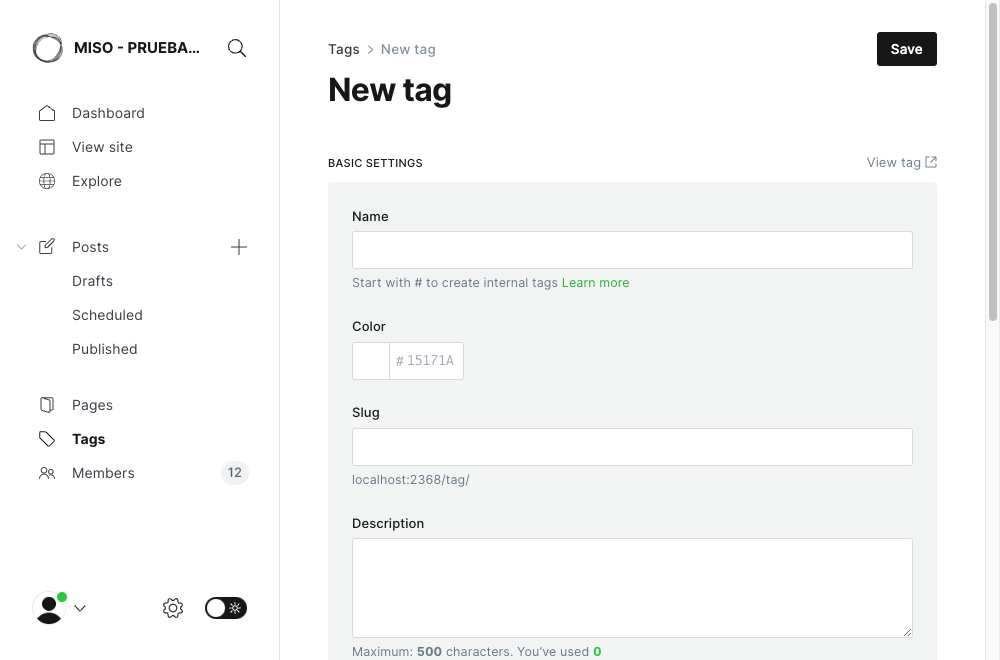 MISO - PRUEBA...
Dashboard
View site
Explore
Posts
Drafts
Scheduled
Published
Pages
Tags
Members 12
Tags > New tag
Save
New tag
BASIC SETTINGS
View tag
Name
Start with # to create internal tags Learn more
Color
# 15171A
Slug
localhost:2368/tag/
Description
Maximum: 500 characters. You've used 0